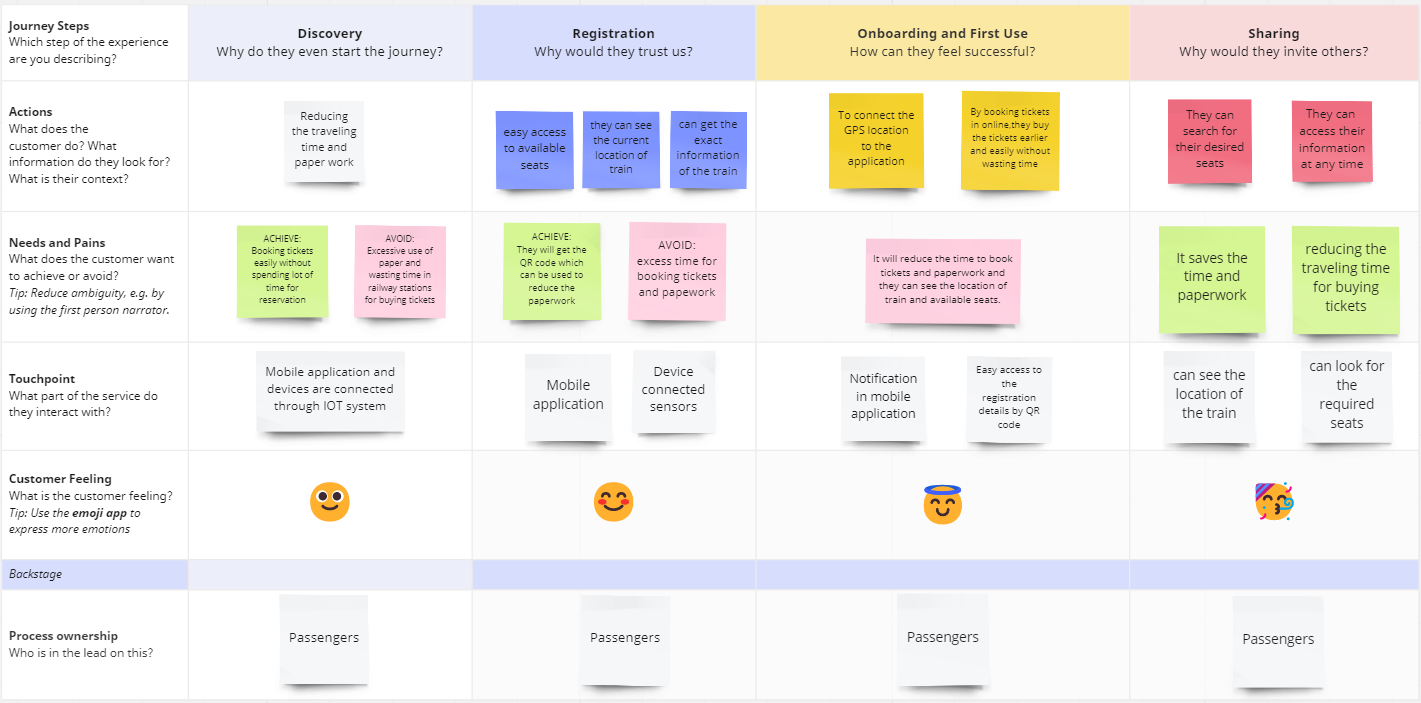 Journey Steps
Which step of the experience
are you describing?
Discovery
Why do they even start the journey?
Registration
Why would they trust us?
Onboarding and First Use
How can they feel successful?
Sharing
Why would they invite others?
Actions
What does the
customer do? What
information do they look for?
What is their context?
Reducing
the traveling
time and
paper work
easy access
to available
seats
they can see
the current
location of
train
can get the
exact
information
of the train
To connect the
GPS location
to the
application
By booking tickets
in online,they buy
the tickets earlier
and easily without
wasting time
They can
search for
their desired
seats
They can
access their
information
at any time
Needs and Pains
What does the customer want
to achieve or avoid?
Tip: Reduce ambiguity, e.g. by
using the first person narrator.
ACHIEVE:
Booking tickets
easily without
spending lot of
time for
reservation
AVOID:
Excessive use of
paper and
wasting time in
railway stations
for buying tickets
ACHIEVE:
They will get the
QR code which
can be used to
reduce the
paperwork
AVOID:
excess time for
booking tickets
and papework
It will reduce the time to book
tickets and paperwork and
they can see the location of
train and available seats.
It saves the
time and
paperwork
reducing the
traveling time
for buying
tickets
Touchpoint
What part of the service do
they interact with?
Mobile application and
devices are connected
through IOT system
Mobile
application
Device
connected
sensors
Notification
in mobile
application
Easy access to
the
registration
details by QR
code
can see the
location of
the train
can look for
the
required
seats
Customer Feeling
What is the customer feeling?
Tip: Use the emoji app to
express more emotions
Backstage
Process ownership
Who is in the lead on this?
Passengers
Passengers
Passengers
Passengers